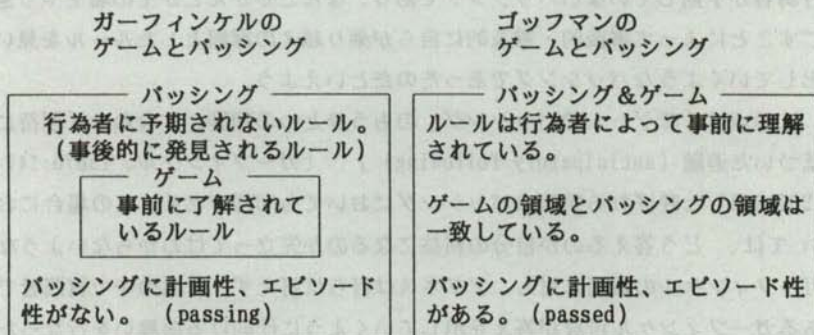 ガーフィンケルの
ゲームとパッシング
パッシング
行為者に予期されないルール。
(事後的に発見されるルール)
ゲーム
事前に了解されて
いるルール
パッシングに計画性、エピソード
性がない。(passing)
ゴッフマンの
ゲームとパッシング
パッシング&ゲーム
ルールは行為者によって事前に理解
されている。
ゲームの領域とパッシングの領域は
一致している。
パッシングに計画性、エピソード性
がある。(passed)